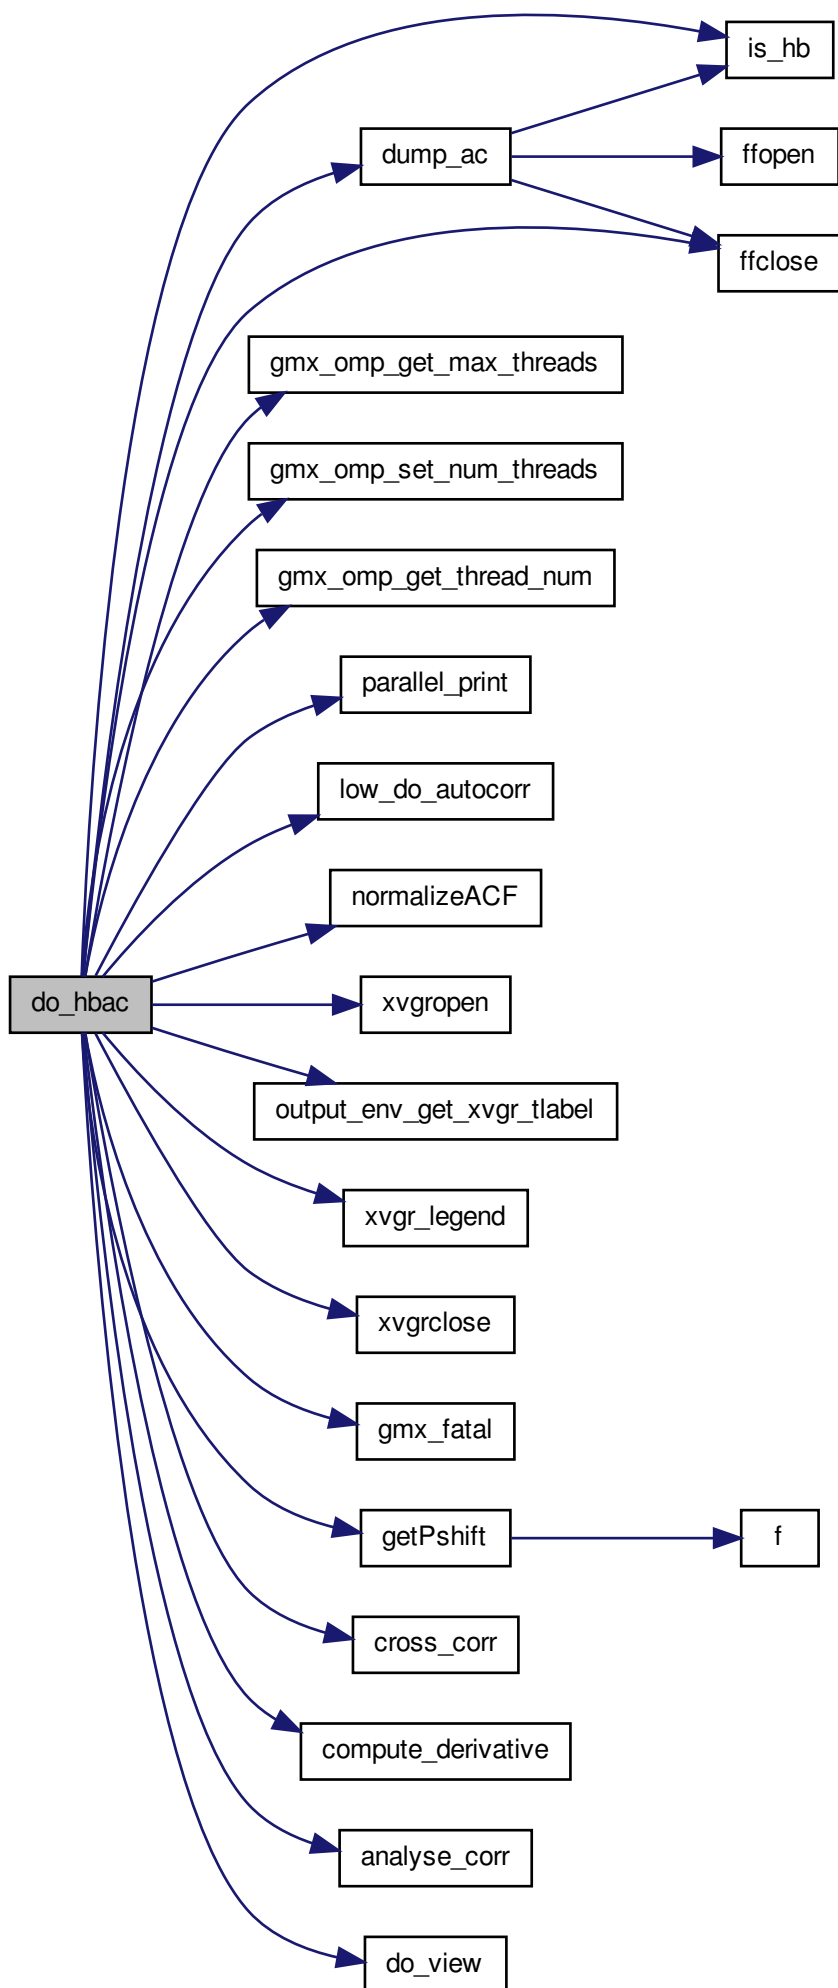 is_hb
dump_ac
ffopen
ffclose
gmx_omp_get_max_threads
gmx_omp_set_num_threads
gmx_omp_get_thread_num
parallel_print
low_do_autocorr
normalizeACF
do_hbac
xvgropen
output_env_get_xvgr_tlabel
xvgr_legend
xvgrclose
gmx_fatal
getPshift
f
cross_corr
compute_derivative
analyse_corr
do_view